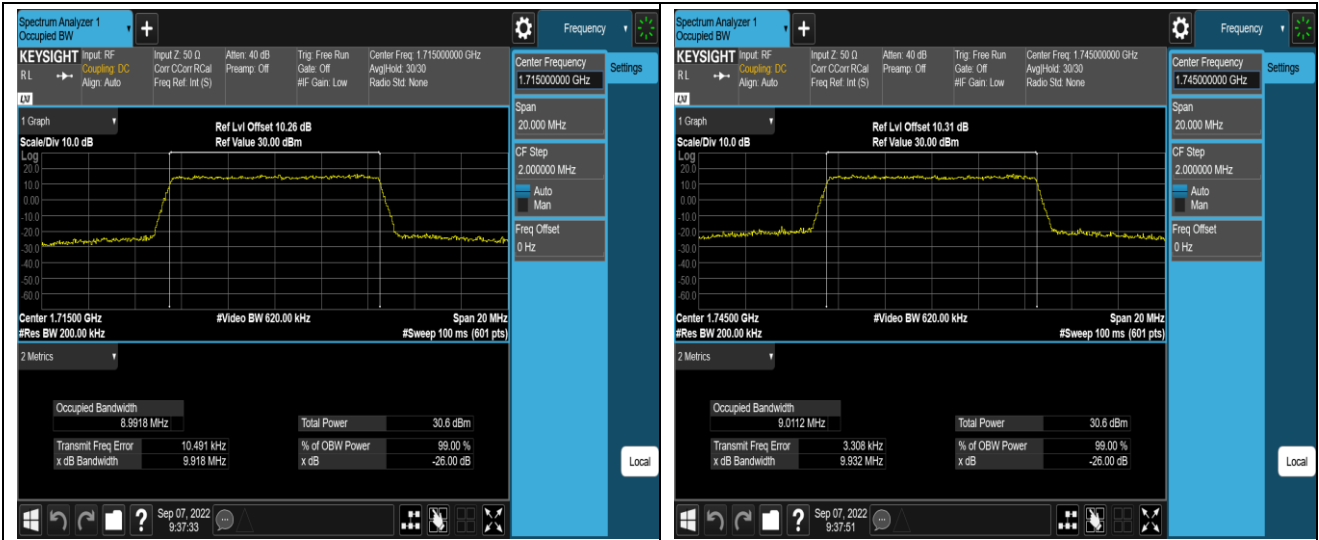 Spectrum Analyzer 1
Occupied BW
+
Frequency
KEYSIGHT Input: RF
Coupling: DC
Align: Auto
RL
LXI
Input Z: 50 Ω
Corr CCorr RCal
Freq Ref: Int (S)
Atten: 40 dB
Preamp: Off
Trig: Free Run
Gate: Off
#IF Gain: Low
Center Freq: 1.715000000 GHz
Avg|Hold: 30/30
Radio Std: None
Center Frequency
1.715000000 GHz
Settings
Span
20.000 MHz
CF Step
2.000000 MHz
Auto
Man
Freq Offset
0 Hz
Local
1 Graph
Scale/Div 10.0 dB
Ref Lvl Offset 10.26 dB
Ref Value 30.00 dBm
Log
20.0
10.0
0.00
-10.0
-20.0
-30.0
-40.0
-50.0
-60.0
Center 1.71500 GHz
#Video BW 620.00 kHz
Span 20 MHz
#Res BW 200.00 kHz
#Sweep 100 ms (601 pts)
2 Metrics
Occupied Bandwidth
8.9918 MHz
Total Power 30.6 dBm
Transmit Freq Error 10.491 kHz
% of OBW Power 99.00 %
x dB Bandwidth 9.918 MHz
x dB -26.00 dB
?
Sep 07, 2022
9:37:33
Spectrum Analyzer 1
Occupied BW
+
Frequency
KEYSIGHT Input: RF
Coupling: DC
Align: Auto
RL
LXI
Input Z: 50 Ω
Corr CCorr RCal
Freq Ref: Int (S)
Atten: 40 dB
Preamp: Off
Trig: Free Run
Gate: Off
#IF Gain: Low
Center Freq: 1.745000000 GHz
Avg|Hold: 30/30
Radio Std: None
Center Frequency
1.745000000 GHz
Settings
Span
20.000 MHz
CF Step
2.000000 MHz
Auto
Man
Freq Offset
0 Hz
Local
1 Graph
Scale/Div 10.0 dB
Ref Lvl Offset 10.31 dB
Ref Value 30.00 dBm
Log
20.0
10.0
0.00
-10.0
-20.0
-30.0
-40.0
-50.0
-60.0
Center 1.74500 GHz
#Video BW 620.00 kHz
Span 20 MHz
#Res BW 200.00 kHz
#Sweep 100 ms (601 pts)
2 Metrics
Occupied Bandwidth
9.0112 MHz
Total Power 30.6 dBm
Transmit Freq Error 3.308 kHz
% of OBW Power 99.00 %
x dB Bandwidth 9.932 MHz
x dB -26.00 dB
?
Sep 07, 2022
9:37:51